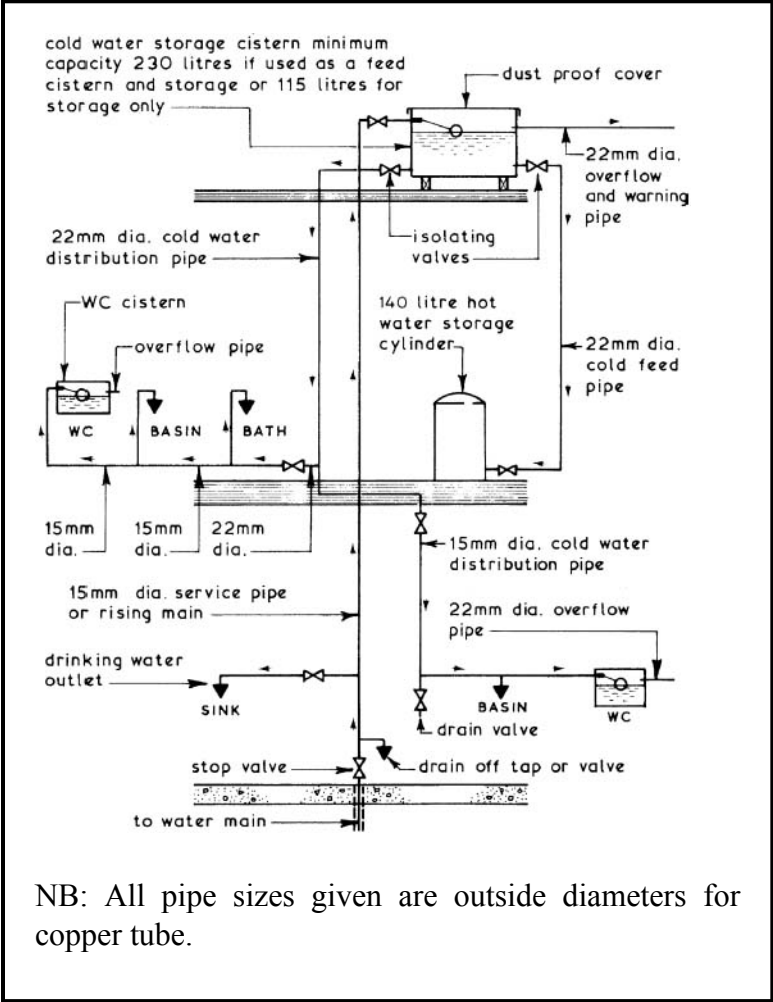 cold water storage cistern minimum
capacity 230 litres if used as a feed
cistern and storage or 115 litres for
storage only
dust proof cover
22mm dia.
overflow
and warning
pipe
22mm dia. cold water
distribution pipe
isolating
valves
WC cistern
overflow pipe
140 litre hot
water storage
cylinder
22mm dia.
cold feed
pipe
WC
BASIN
BATH
15mm
dia.
15mm
dia.
22mm
dia.
15mm dia. cold water
distribution pipe
15mm dia. service pipe
or rising main
22mm dia. overflow
pipe
drinking water
outlet
SINK
BASIN
WC
drain valve
stop valve
drain off tap or valve
to water main
NB: All pipe sizes given are outside diameters for
copper tube.